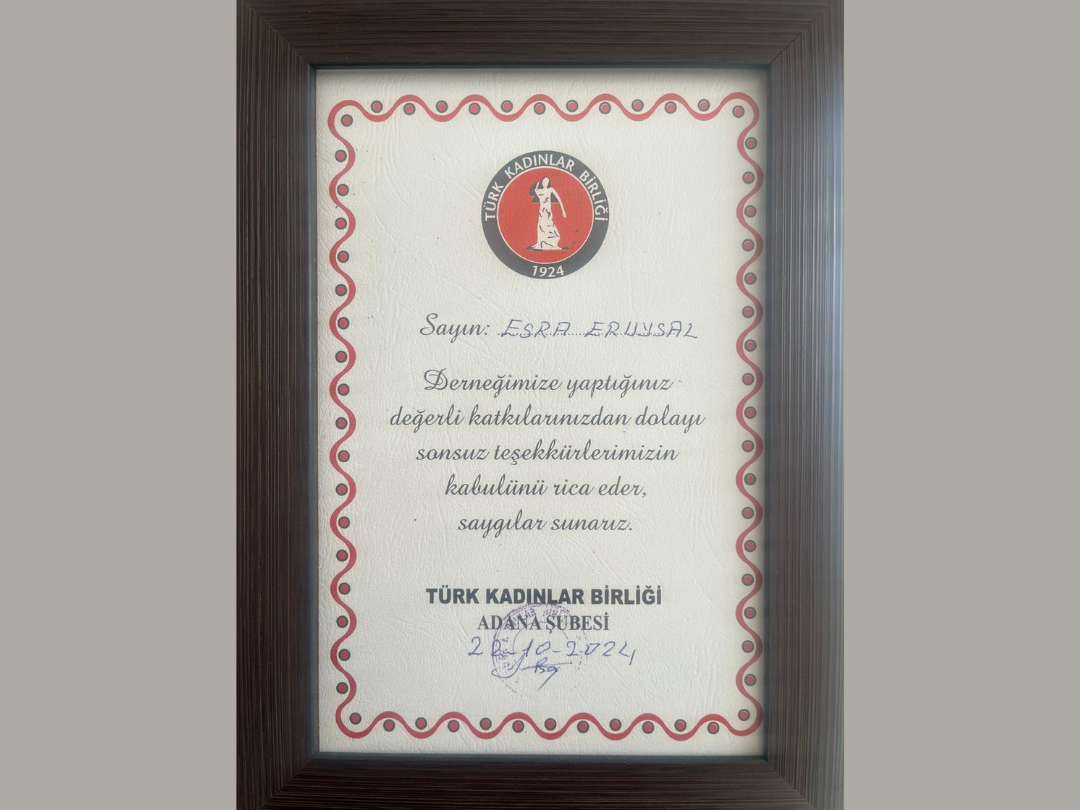 TÜRK KADINLAR BİRLİĞİ
1924
Sayın: ESRA ERUYSAL
Derneğimize yaptığınız
değerli katkılarınızdan dolayı
sonsuz teşekkürlerimizin
kabulünü rica eder,
saygılar sunarız.
TÜRK KADINLAR BİRLİĞİ
ADANA ŞUBESİ
22-10-2024